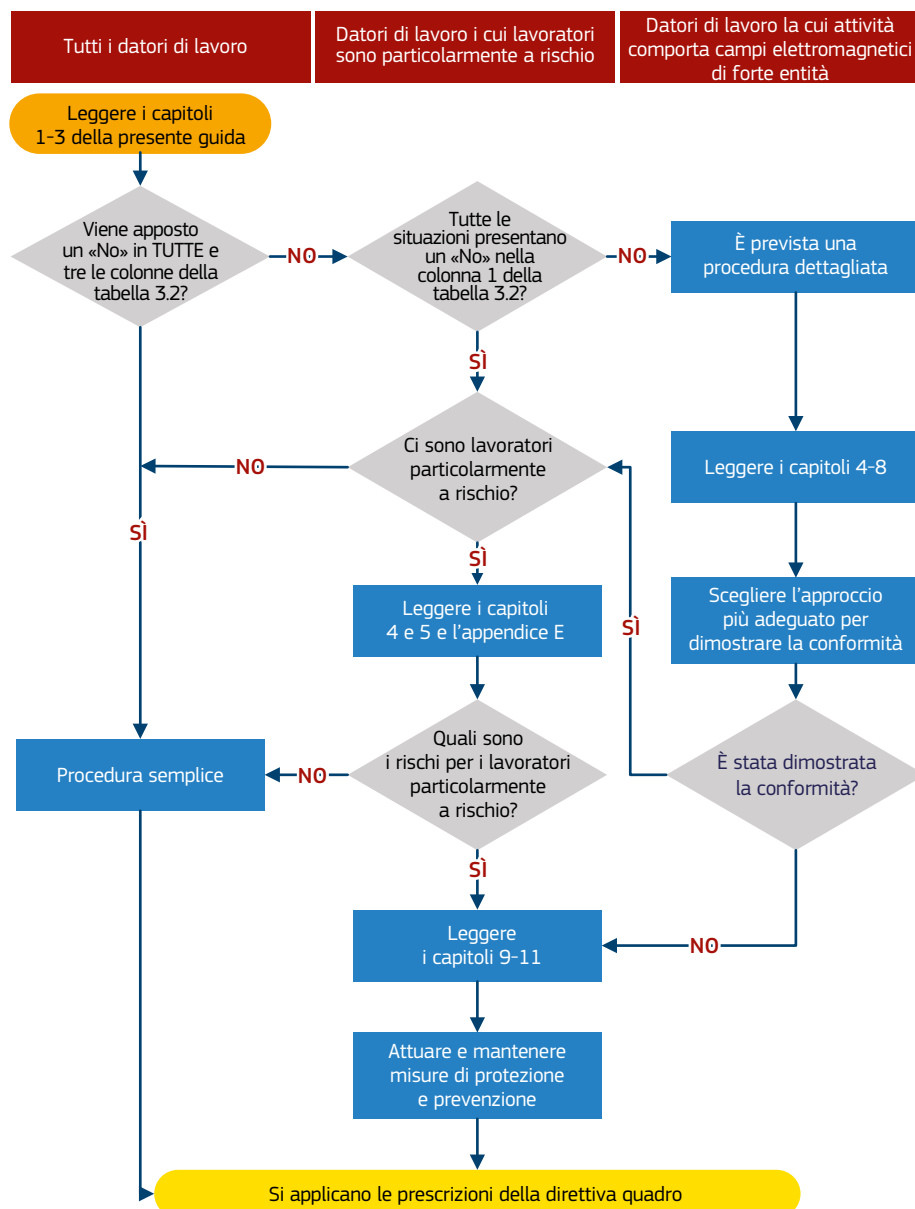 Tutti i datori di lavoro
Datori di lavoro i cui lavoratori
sono particolarmente a rischio
Datori di lavoro la cui attività
comporta campi elettromagnetici
di forte entità
Leggere i capitoli
1-3 della presente guida
Viene apposto
un «No» in TUTTE e
tre le colonne della
tabella 3.2?
NO
Tutte le
situazioni presentano
un «No» nella
colonna 1 della
tabella 3.2?
NO
È prevista una
procedura dettagliata
SÌ
Ci sono lavoratori
particolarmente
a rischio?
NO
Leggere i capitoli 4-8
SÌ
SÌ
Leggere i capitoli
4 e 5 e l'appendice E
SÌ
Scegliere l'approccio
più adeguato per
dimostrare la conformità
Procedura semplice
NO
Quali sono
i rischi per i lavoratori
particolarmente
a rischio?
È stata dimostrata
la conformità?
SÌ
Leggere
i capitoli 9-11
NO
Attuare e mantenere
misure di protezione
e prevenzione
Si applicano le prescrizioni della direttiva quadro